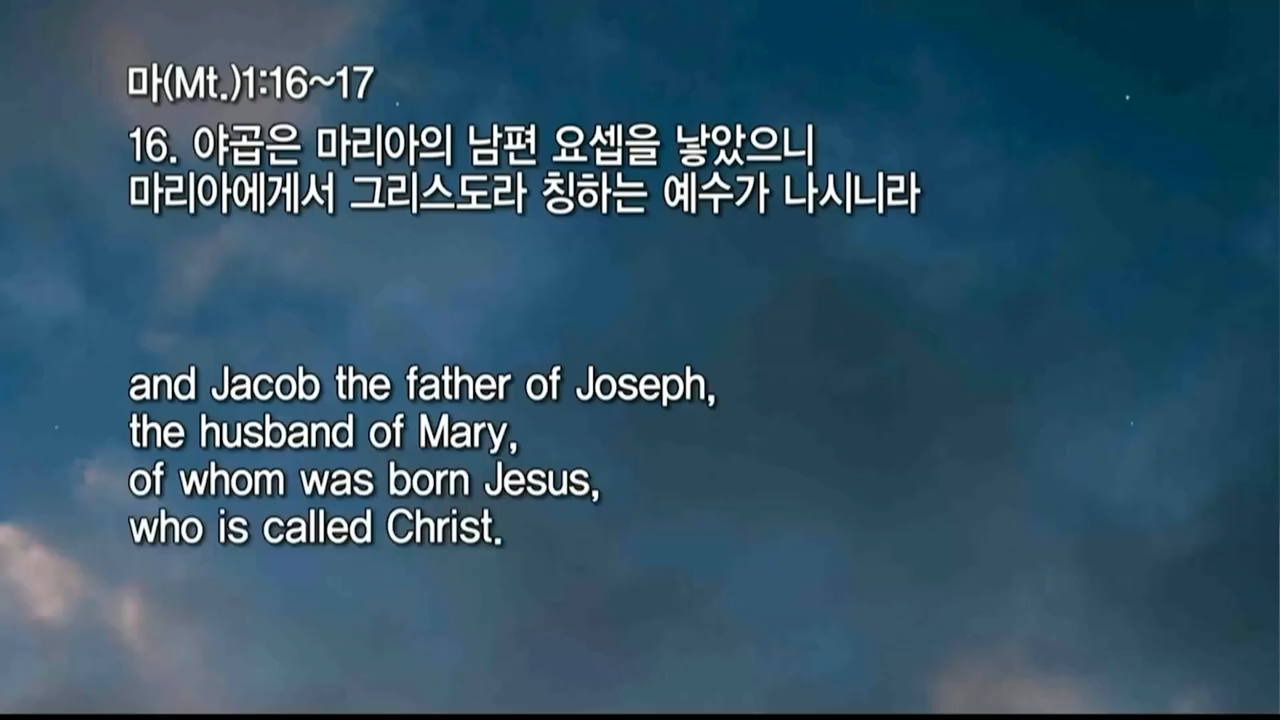 마(Mt.)1:16~17
16. 야곱은 마리아의 남편 요셉을 낳았으니
마리아에게서 그리스도라 칭하는 예수가 나시니라
and Jacob the father of Joseph,
the husband of Mary,
of whom was born Jesus,
who is called Christ.